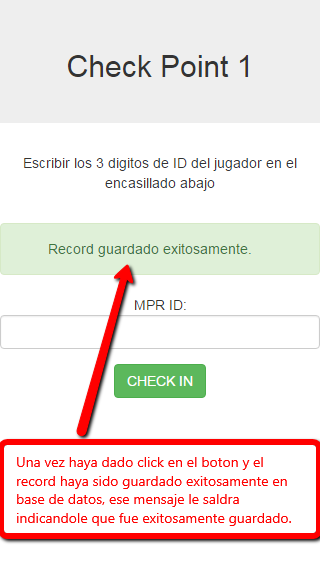 Check Point 1
Escribir los 3 digitos de ID del jugador en el
encasillado abajo
Record guardado exitosamente.
MPR ID:
CHECK IN
Una vez haya dado click en el boton y el
record haya sido guardado exitosamente en
base de datos, ese mensaje le saldra
indicandole que fue exitosamente guardado.